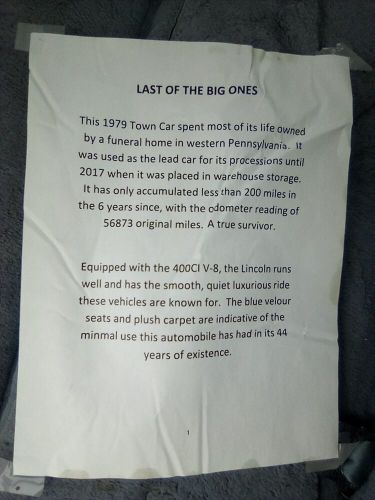 LAST OF THE BIG ONES
This 1979 Town Car spent most of its life owned
by a funeral home in western Pennsylvania. It
was used as the lead car for its processions until
2017 when it was placed in warehouse storage.
It has only accumulated less than 200 miles in
the 6 years since, with the odometer reading of
56873 original miles. A true survivor.
Equipped with the 400CI V-8, the Lincoln runs
well and has the smooth, quiet luxurious ride
these vehicles are known for. The blue velour
seats and plush carpet are indicative of the
minmal use this automobile has had in its 44
years of existence.
1